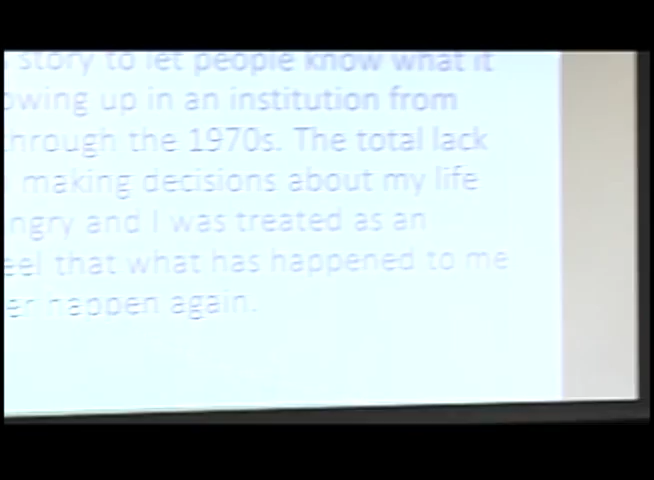 story to let people know what it
owing up in an institution from
hrough the 1970s. The total lack
making decisions about my life
ngry and I was treated as an
eel that what has happened to me
er happen again.